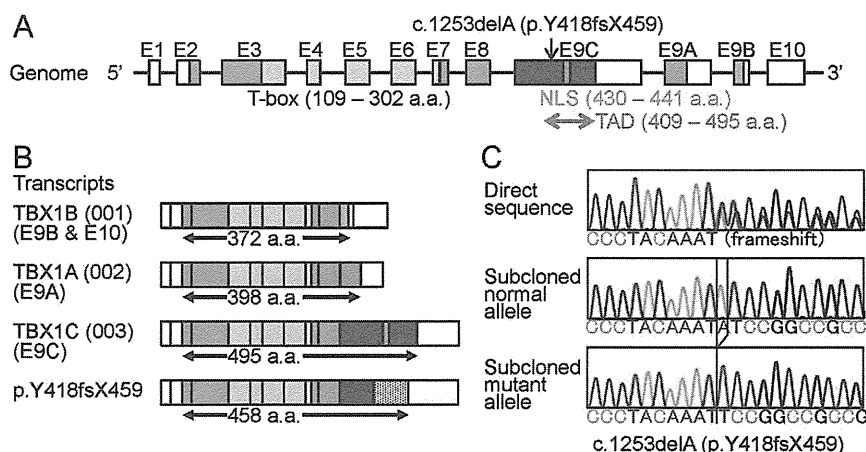 A
c.1253delA (p.Y418fsX459)
E1 E2 E3 E4 E5 E6 E7 E8 E9C E9A E9B E10
Genome 5' 3'
T-box (109 – 302 a.a.)
NLS (430 – 441 a.a.)
TAD (409 – 495 a.a.)
B
Transcripts
TBX1B (001)
(E9B & E10)
372 a.a.
TBX1A (002)
(E9A)
398 a.a.
TBX1C (003)
(E9C)
495 a.a.
p.Y418fsX459
458 a.a.
C
Direct
sequence
CCCTACAAAT (frameshift)
Subcloned
normal
allele
CCCTACAAATATCCGGCCGCC
Subcloned
mutant
allele
CCCTACAAATTCCGGCCGCCC
c.1253delA (p.Y418fsX459)